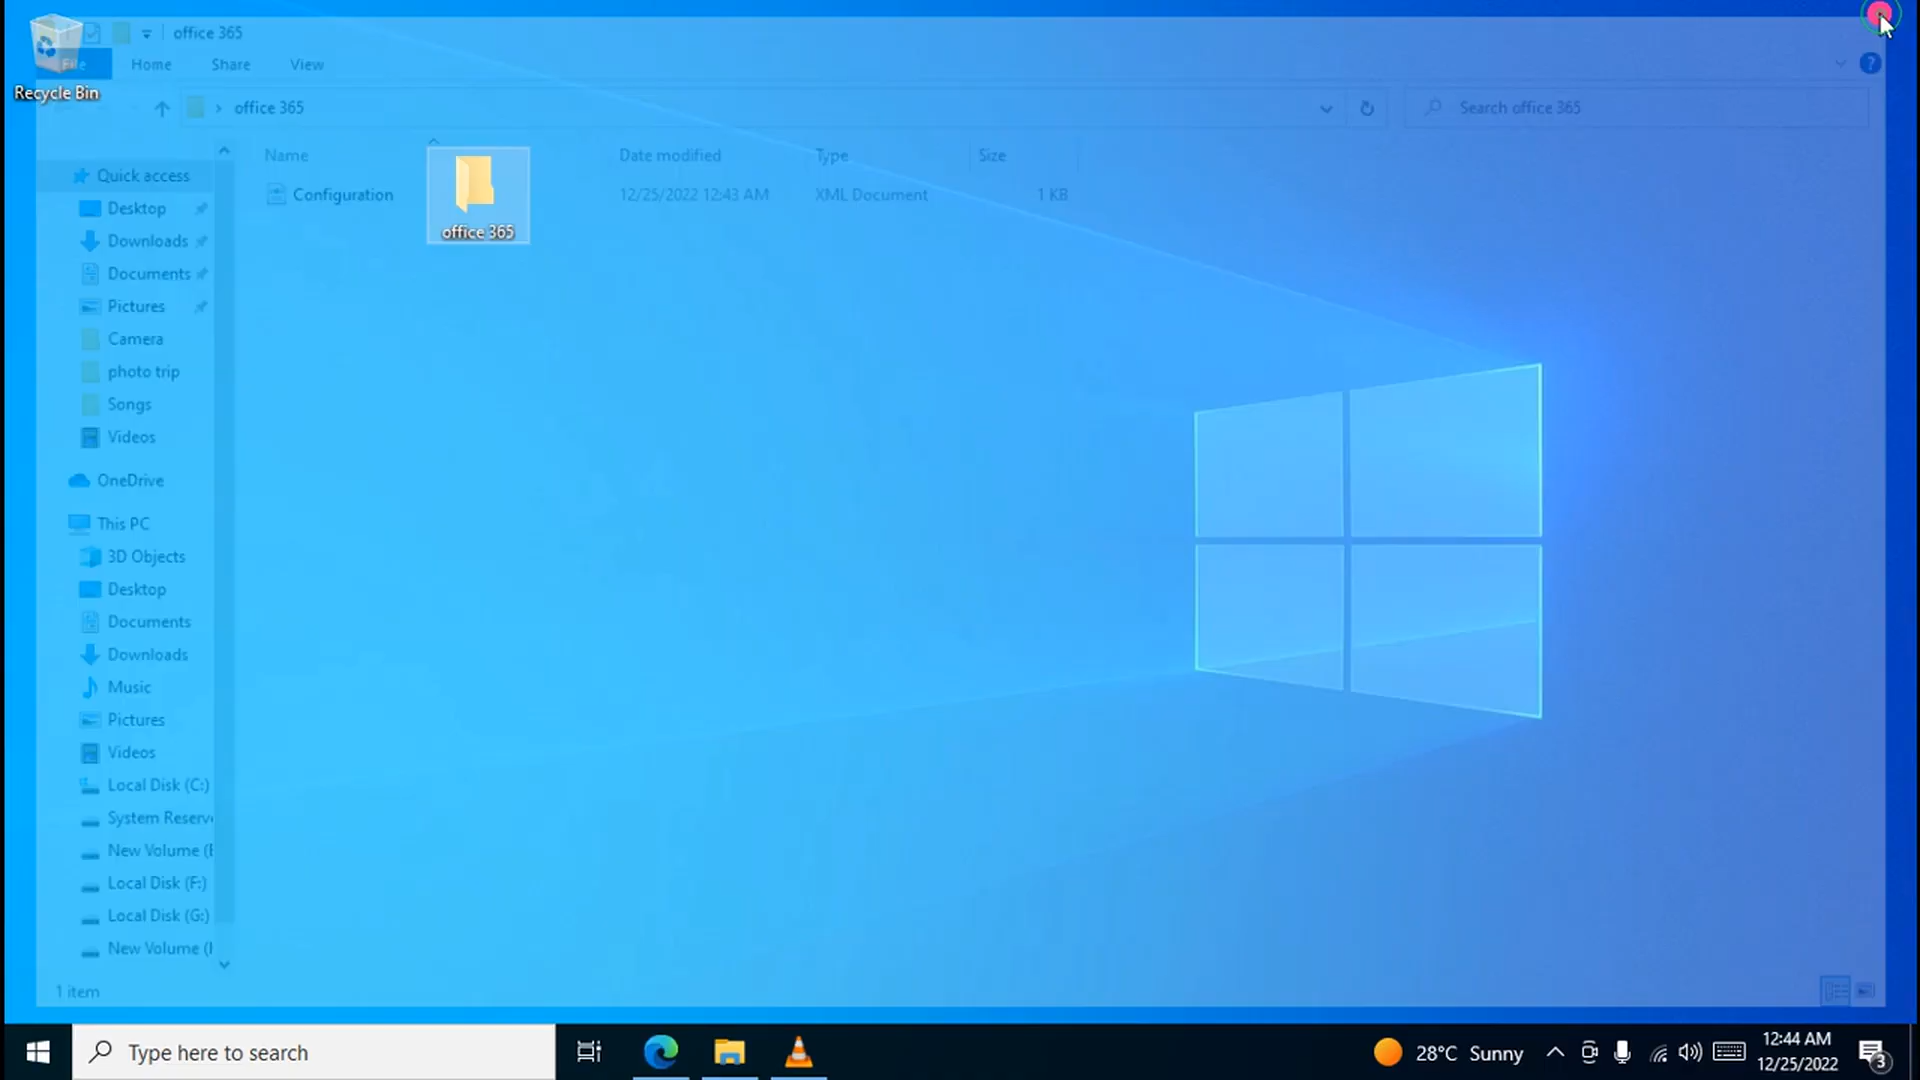 office 365
Recycle Bin
File
Home
Share
View
office 365
Search office 365
Name
Date modified
Type
Size
Configuration
12/25/2022 12:43 AM
XML Document
1 KB
office 365
Quick access
Desktop
Downloads
Documents
Pictures
Camera
photo trip
Songs
Videos
OneDrive
This PC
3D Objects
Desktop
Documents
Downloads
Music
Pictures
Videos
Local Disk (C:)
System Reserve
New Volume (E
Local Disk (F:)
Local Disk (G:)
New Volume (
1 item
Type here to search
28°C Sunny
12:44 AM
12/25/2022
3